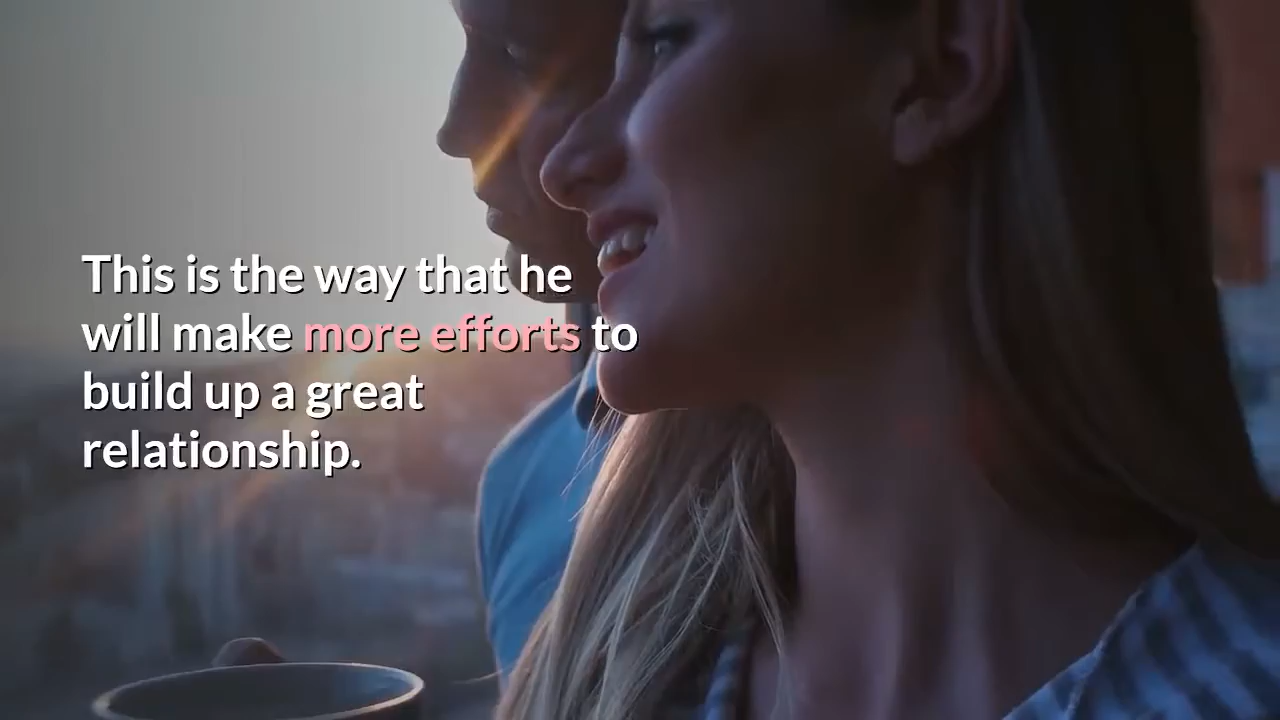 This is the way that he
will make more efforts to
build up a great
relationship.